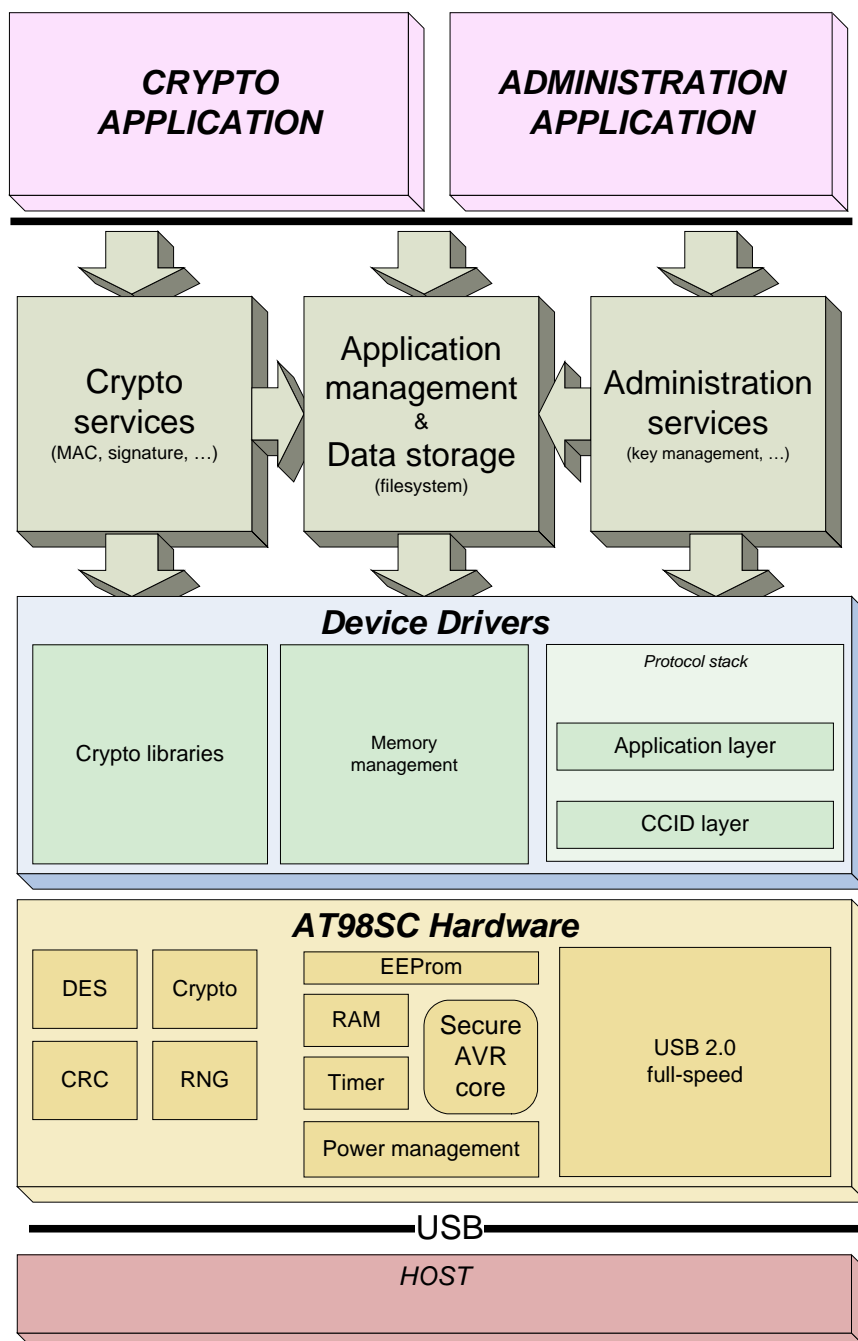 CRYPTO
APPLICATION
ADMINISTRATION
APPLICATION
Crypto
services
(MAC, signature, …)
Application
management
&
Data storage
(filesystem)
Administration
services
(key management, …)
Device Drivers
Crypto libraries
Memory
management
Protocol stack
Application layer
CCID layer
AT98SC Hardware
DES
Crypto
CRC
RNG
EEProm
RAM
Timer
Secure
AVR
core
Power management
USB 2.0
full-speed
USB
HOST